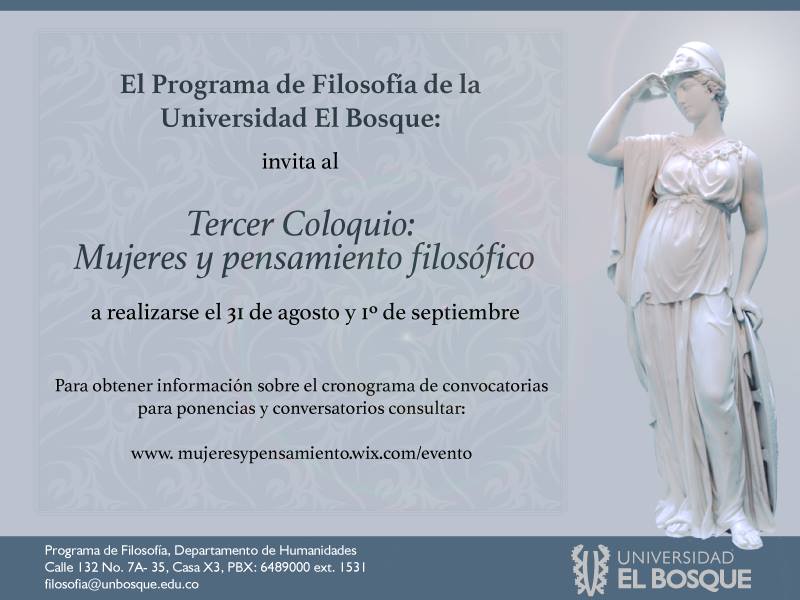 El Programa de Filosofía de la
Universidad El Bosque:
invita al
Tercer Coloquio:
Mujeres y pensamiento filosófico
a realizarse el 31 de agosto y 1º de septiembre
Para obtener información sobre el cronograma de convocatorias
para ponencias y conversatorios consultar:
www. mujeresypensamiento.wix.com/evento
Programa de Filosofía, Departamento de Humanidades
Calle 132 No. 7A- 35, Casa X3, PBX: 6489000 ext. 1531
filosofia@unbosque.edu.co
UNIVERSIDAD
EL BOSQUE